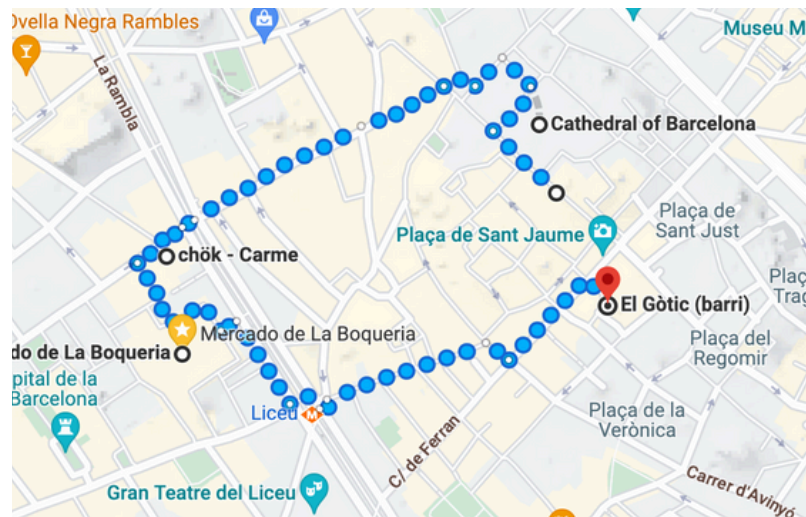 Ovella Negra Rambles
Museu M
La Rambla
Cathedral of Barcelona
Plaça de
Sant Just
Plaça de Sant Jaume
chök - Carme
Plaç
Trag
El Gòtic (barri)
Mercado de La Boqueria
do de La Boqueria
Plaça del
Regomir
pital de la
Barcelona
Liceu
M
Plaça de la
Verònica
C/ de Ferran
Gran Teatre del Liceu
Carrer d'Avinyó